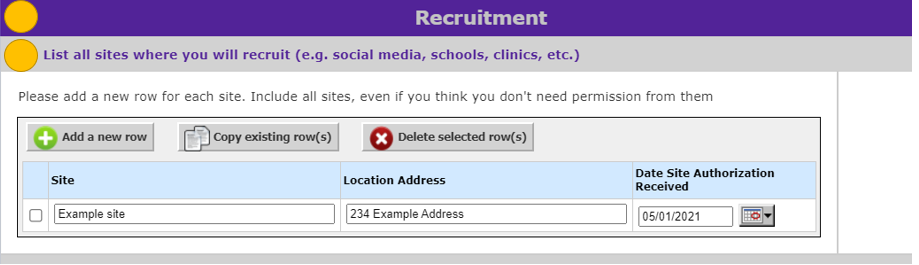 Recruitment
List all sites where you will recruit (e.g. social media, schools, clinics, etc.)
Please add a new row for each site. Include all sites, even if you think you don't need permission from them
Add a new row Copy existing row(s) Delete selected row(s)
Site Location Address Date Site Authorization
Received
Example site 234 Example Address 05/01/2021